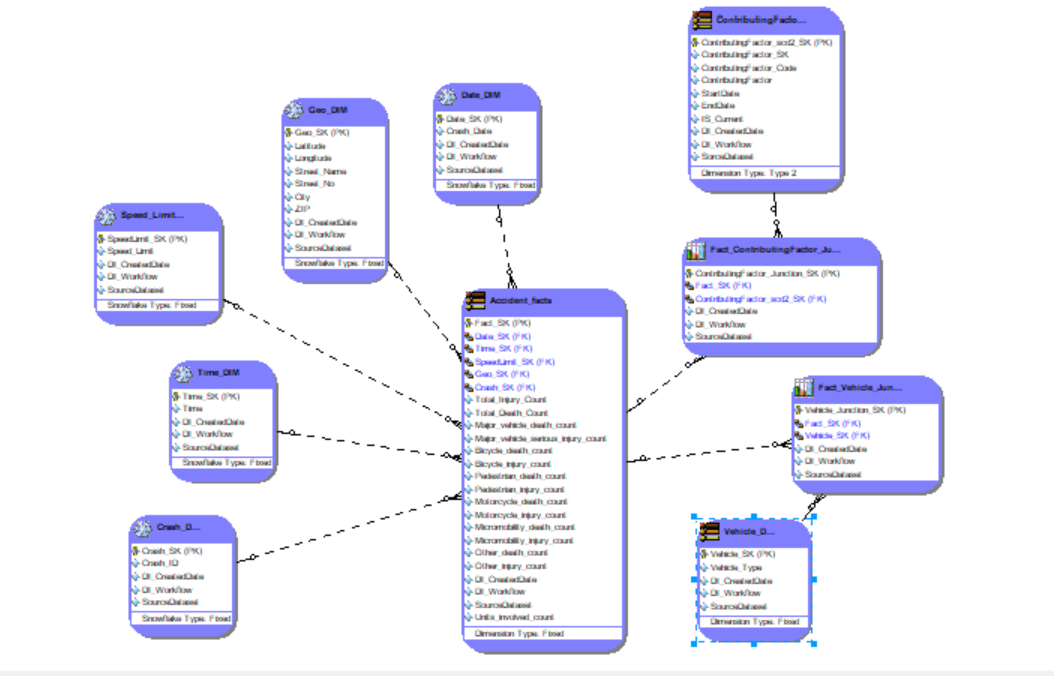 ContributingFacto...
ContributingFactor_scd2_SK (PK)
ContributingFactor_SK
ContributingFactor_Code
ContributingFactor
StartDate
EndDate
IS_Current
DI_CreatedDate
DI_Workflow
SorceDataset
Dimension Type: Type 2
Date_DIM
Date_SK (PK)
Crash_Date
DI_CreatedDate
DI_Workflow
SourceDataset
Snowflake Type: Fixed
Geo_DIM
Geo_SK (PK)
Latitude
Longitude
Street_Name
Street_No
City
ZIP
DI_CreatedDate
DI_Workflow
SourceDataset
Snowflake Type: Fixed
Speed_Limit...
SpeedLimit_SK (PK)
Speed_Limit
DI_CreatedDate
DI_Workflow
SourceDataset
Snowflake Type: Fixed
Fact_ContributingFactor_Ju...
ContributingFactor_Junction_SK (PK)
Fact_SK (FK)
ContributingFactor_scd2_SK (FK)
DI_CreatedDate
DI_Workflow
SourceDataset
Accident_facts
Fact_SK (PK)
Date_SK (FK)
Time_SK (FK)
SpeedLimit_SK (FK)
Geo_SK (FK)
Crash_SK (FK)
Total_Injury_Count
Total_Death_Count
Major_vehicle_death_count
Major_vehicle_serious_injury_count
Bicycle_death_count
Bicycle_injury_count
Pedestrian_death_count
Pedestrian_injury_count
Motorcycle_death_count
Motorcycle_injury_count
Micromobility_death_count
Micromobility_injury_count
Other_death_count
Other_injury_count
DI_CreatedDate
DI_Workflow
SourceDataset
Units_involved_count
Dimension Type: Fixed
Time_DIM
Time_SK (PK)
Time
DI_CreatedDate
DI_Workflow
SourceDataset
Snowflake Type: Fixed
Fact_Vehicle_Jun...
Vehicle_Junction_SK (PK)
Fact_SK (FK)
Vehicle_SK (FK)
DI_CreatedDate
DI_Workflow
SourceDataset
Crash_D...
Crash_SK (PK)
Crash_ID
DI_CreatedDate
DI_Workflow
SourceDataset
Snowflake Type: Fixed
Vehicle_D...
Vehicle_SK (PK)
Vehicle_Type
DI_CreatedDate
DI_Workflow
SourceDataset
Dimension Type: Fixed